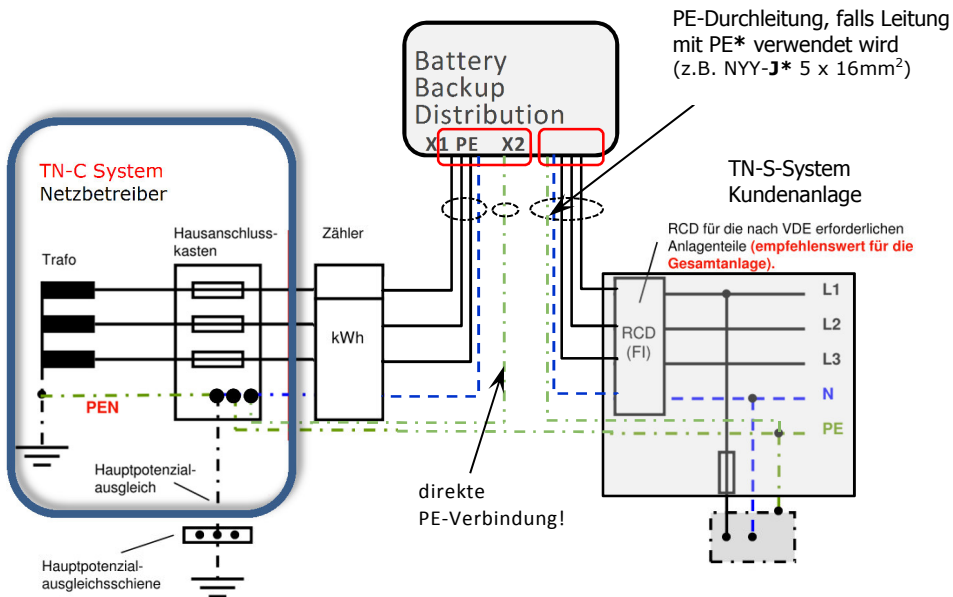 PE-Durchleitung, falls Leitung
mit PE* verwendet wird
(z.B. NYY-J* 5 x 16mm²)
Battery
Backup
Distribution
X1 PE X2
TN-C System
Netzbetreiber
TN-S-System
Kundenanlage
RCD für die nach VDE erforderlichen
Anlagenteile (empfehlenswert für die
Gesamtanlage).
Hausanschluss-
kasten
Zähler
Trafo
kWh
RCD
(FI)
L1
L2
L3
N
PE
PEN
Hauptpotenzial-
ausgleich
direkte
PE-Verbindung!
Hauptpotenzial-
ausgleichsschiene